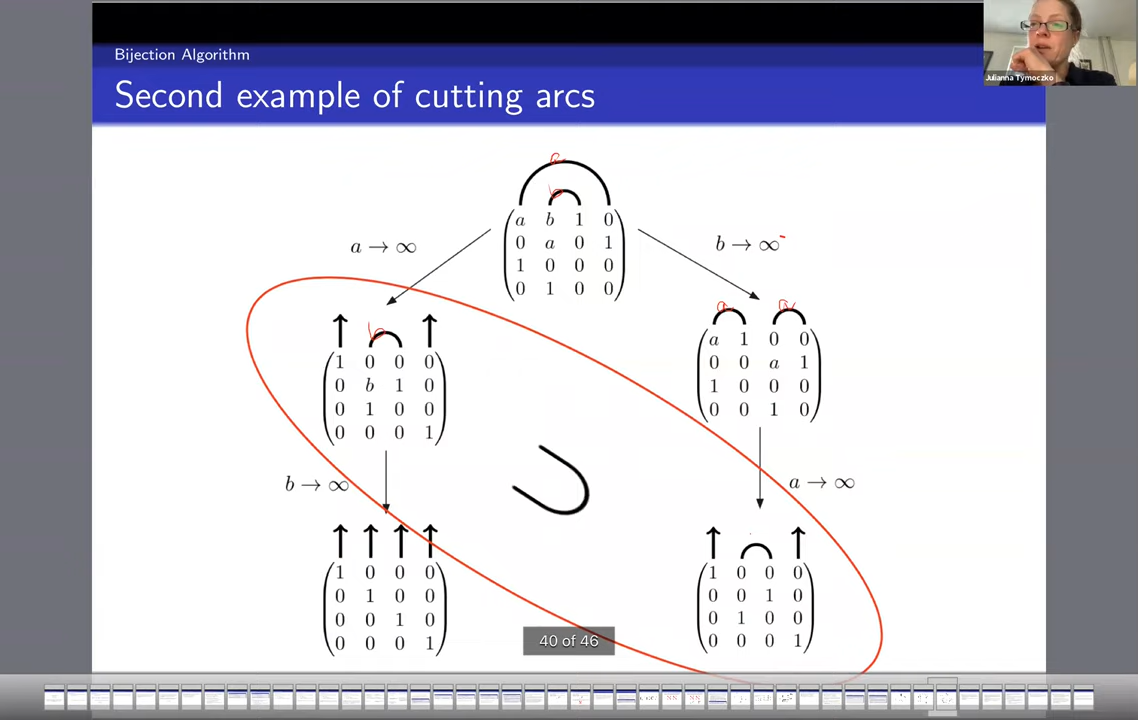 Bijection Algorithm
Second example of cutting arcs
Julianna Tymoczko
a
b
a b 1 0
0 a 0 1
1 0 0 0
0 1 0 0
a → ∞
b → ∞
b
1 0 0 0
0 b 1 0
0 1 0 0
0 0 0 1
a 1 0 0
0 0 a 1
1 0 0 0
0 0 1 0
b → ∞
a → ∞
1 0 0 0
0 1 0 0
0 0 1 0
0 0 0 1
1 0 0 0
0 0 1 0
0 1 0 0
0 0 0 1
40 of 46